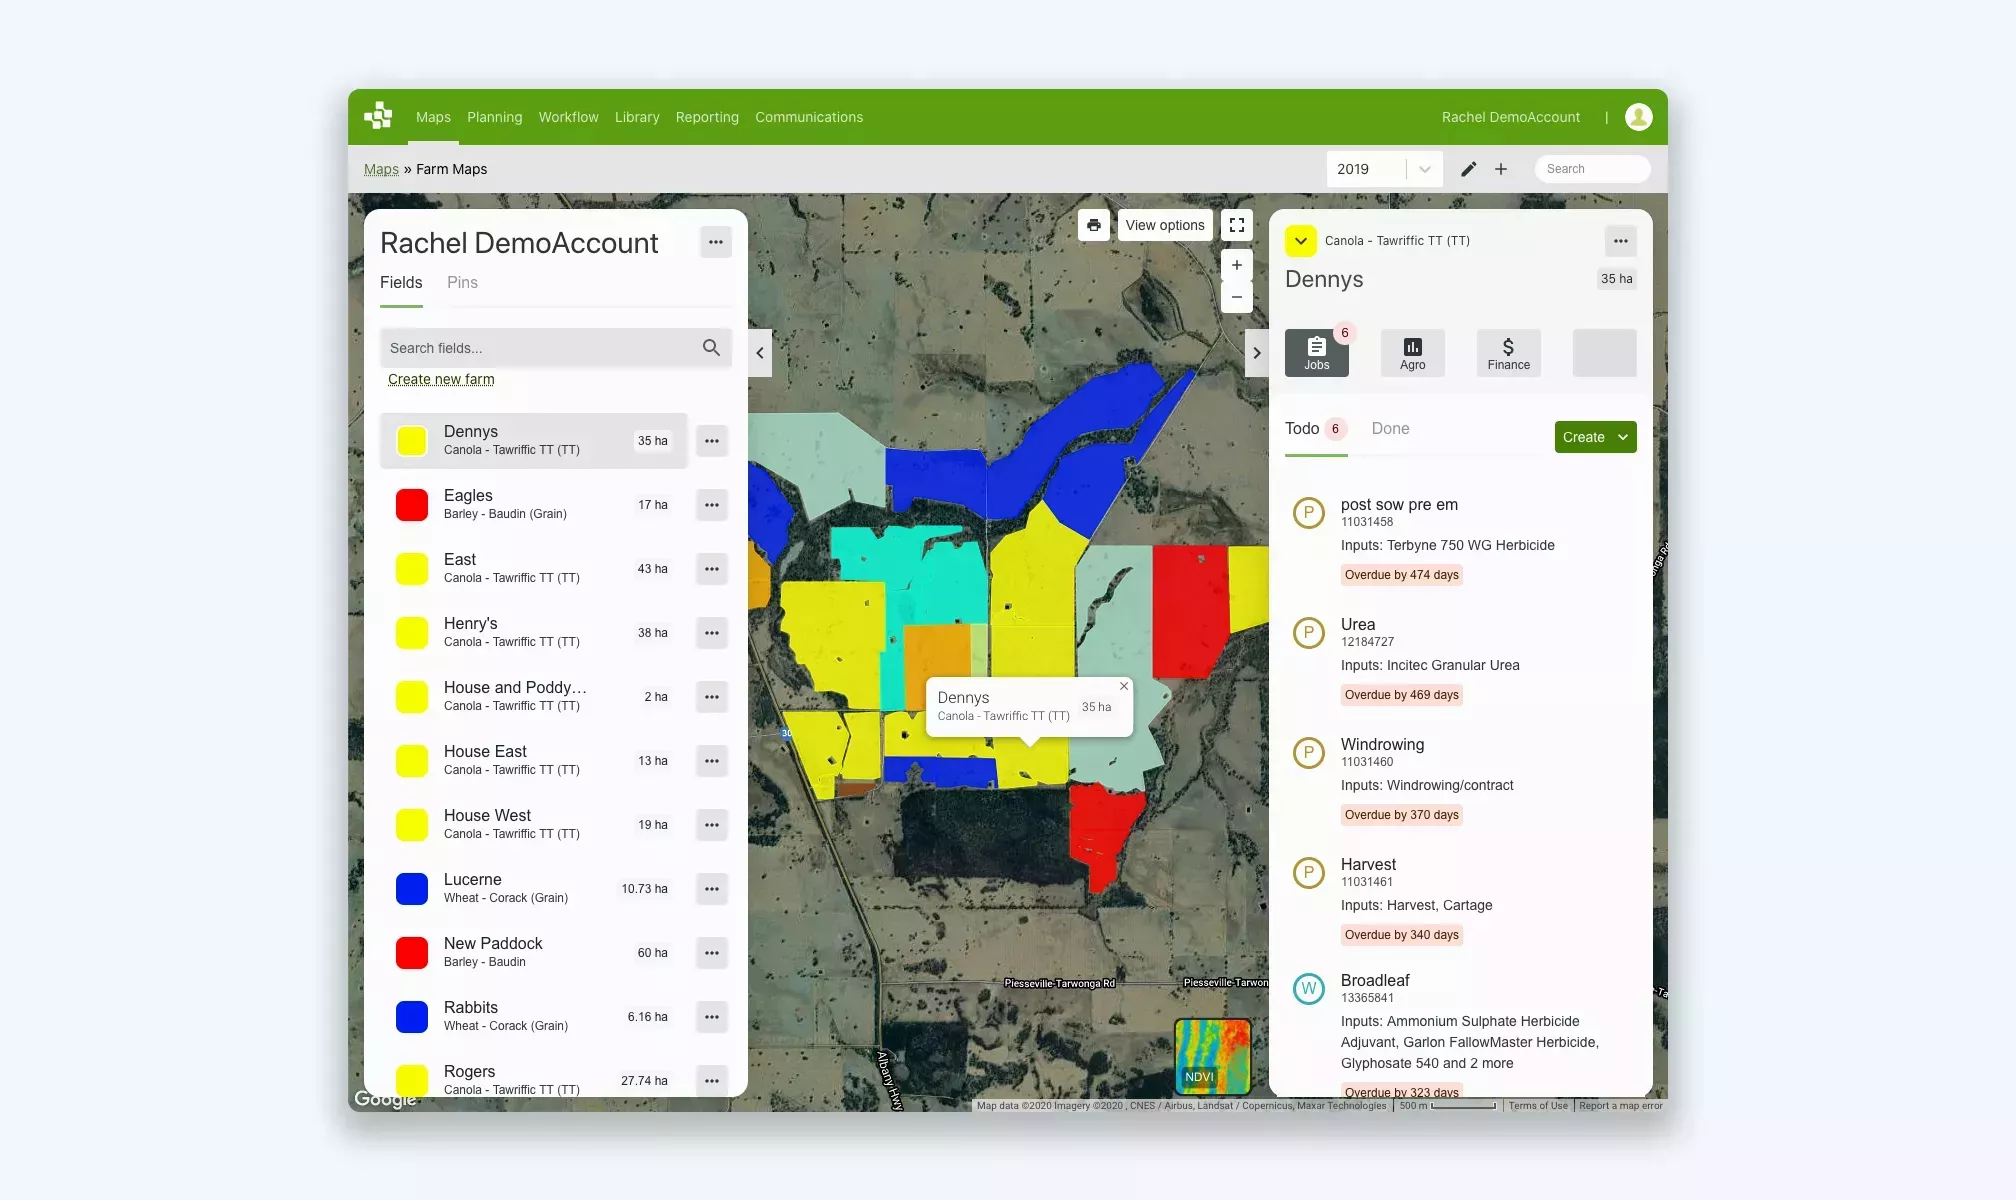 Maps Planning Workflow Library Reporting Communications Rachel DemoAccount |
Maps » Farm Maps 2019 Search
Rachel DemoAccount
Fields Pins
Search fields...
Create new farm
Dennys
Canola - Tawriffic TT (TT)
35 ha
Eagles
Barley - Baudin (Grain)
17 ha
East
Canola - Tawriffic TT (TT)
43 ha
Henry's
Canola - Tawriffic TT (TT)
38 ha
House and Poddy...
Canola - Tawriffic TT (TT)
2 ha
House East
Canola - Tawriffic TT (TT)
13 ha
House West
Canola - Tawriffic TT (TT)
19 ha
Lucerne
Wheat - Corack (Grain)
10.73 ha
New Paddock
Barley - Baudin
60 ha
Rabbits
Wheat - Corack (Grain)
6.16 ha
Rogers
Canola - Tawriffic TT (TT)
27.74 ha
Google
View options
+
−
30
Dennys
Canola - Tawriffic TT (TT)
35 ha
Piesseville-Tarwonga Rd
Piesseville-Tarwon
Albany Hwy
NDVI
Canola - Tawriffic TT (TT)
Dennys
35 ha
Jobs 6
Agro
Finance
Todo 6 Done
Create
P
post sow pre em
11031458
Inputs: Terbyne 750 WG Herbicide
Overdue by 474 days
P
Urea
12184727
Inputs: Incitec Granular Urea
Overdue by 469 days
P
Windrowing
11031460
Inputs: Windrowing/contract
Overdue by 370 days
P
Harvest
11031461
Inputs: Harvest, Cartage
Overdue by 340 days
W
Broadleaf
13365841
Inputs: Ammonium Sulphate Herbicide
Adjuvant, Garlon FallowMaster Herbicide,
Glyphosate 540 and 2 more
Overdue by 323 days
onga Rd
-Ta
Map data ©2020 Imagery ©2020 , CNES / Airbus, Landsat / Copernicus, Maxar Technologies 500 m Terms of Use Report a map error